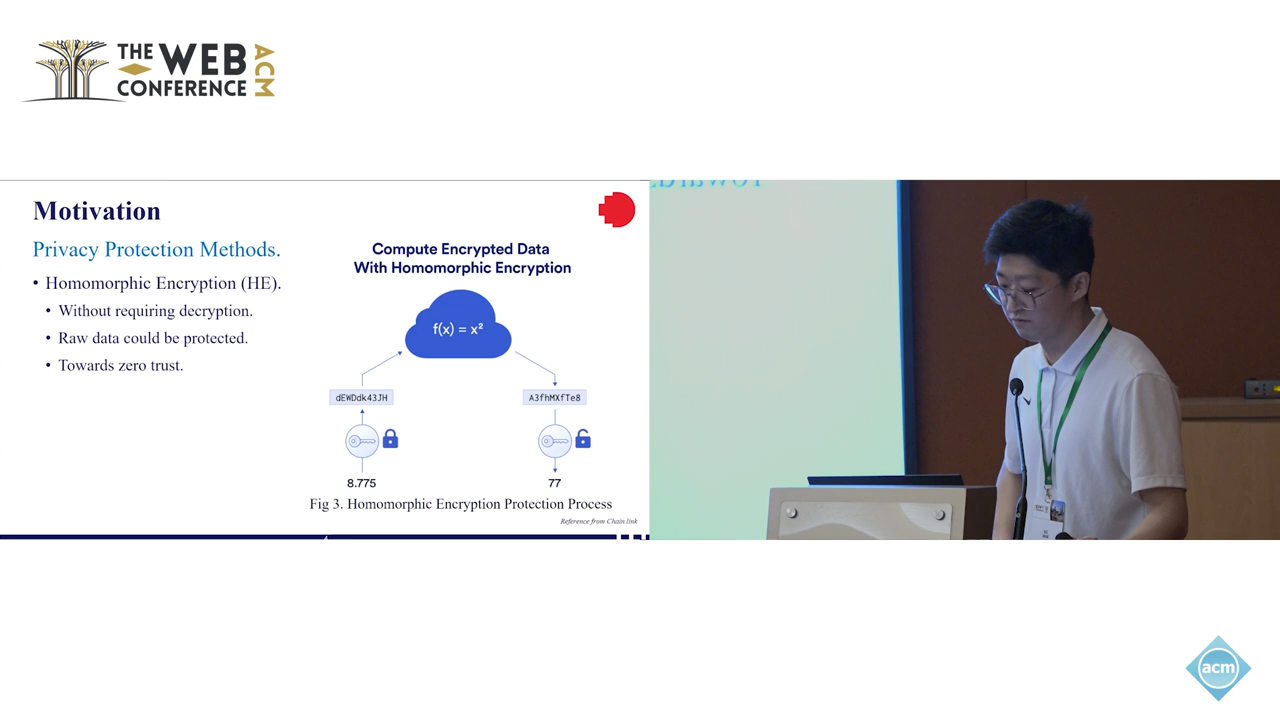 THE WEB
CONFERENCE
ACM
Motivation
Privacy Protection Methods.
• Homomorphic Encryption (HE).
• Without requiring decryption.
• Raw data could be protected.
• Towards zero trust.
Compute Encrypted Data
With Homomorphic Encryption
f(x) = x²
dEWDdk43JH
A3fhMXfTe8
8.775
77
Fig 3. Homomorphic Encryption Protection Process
Reference from Chain.link
acm